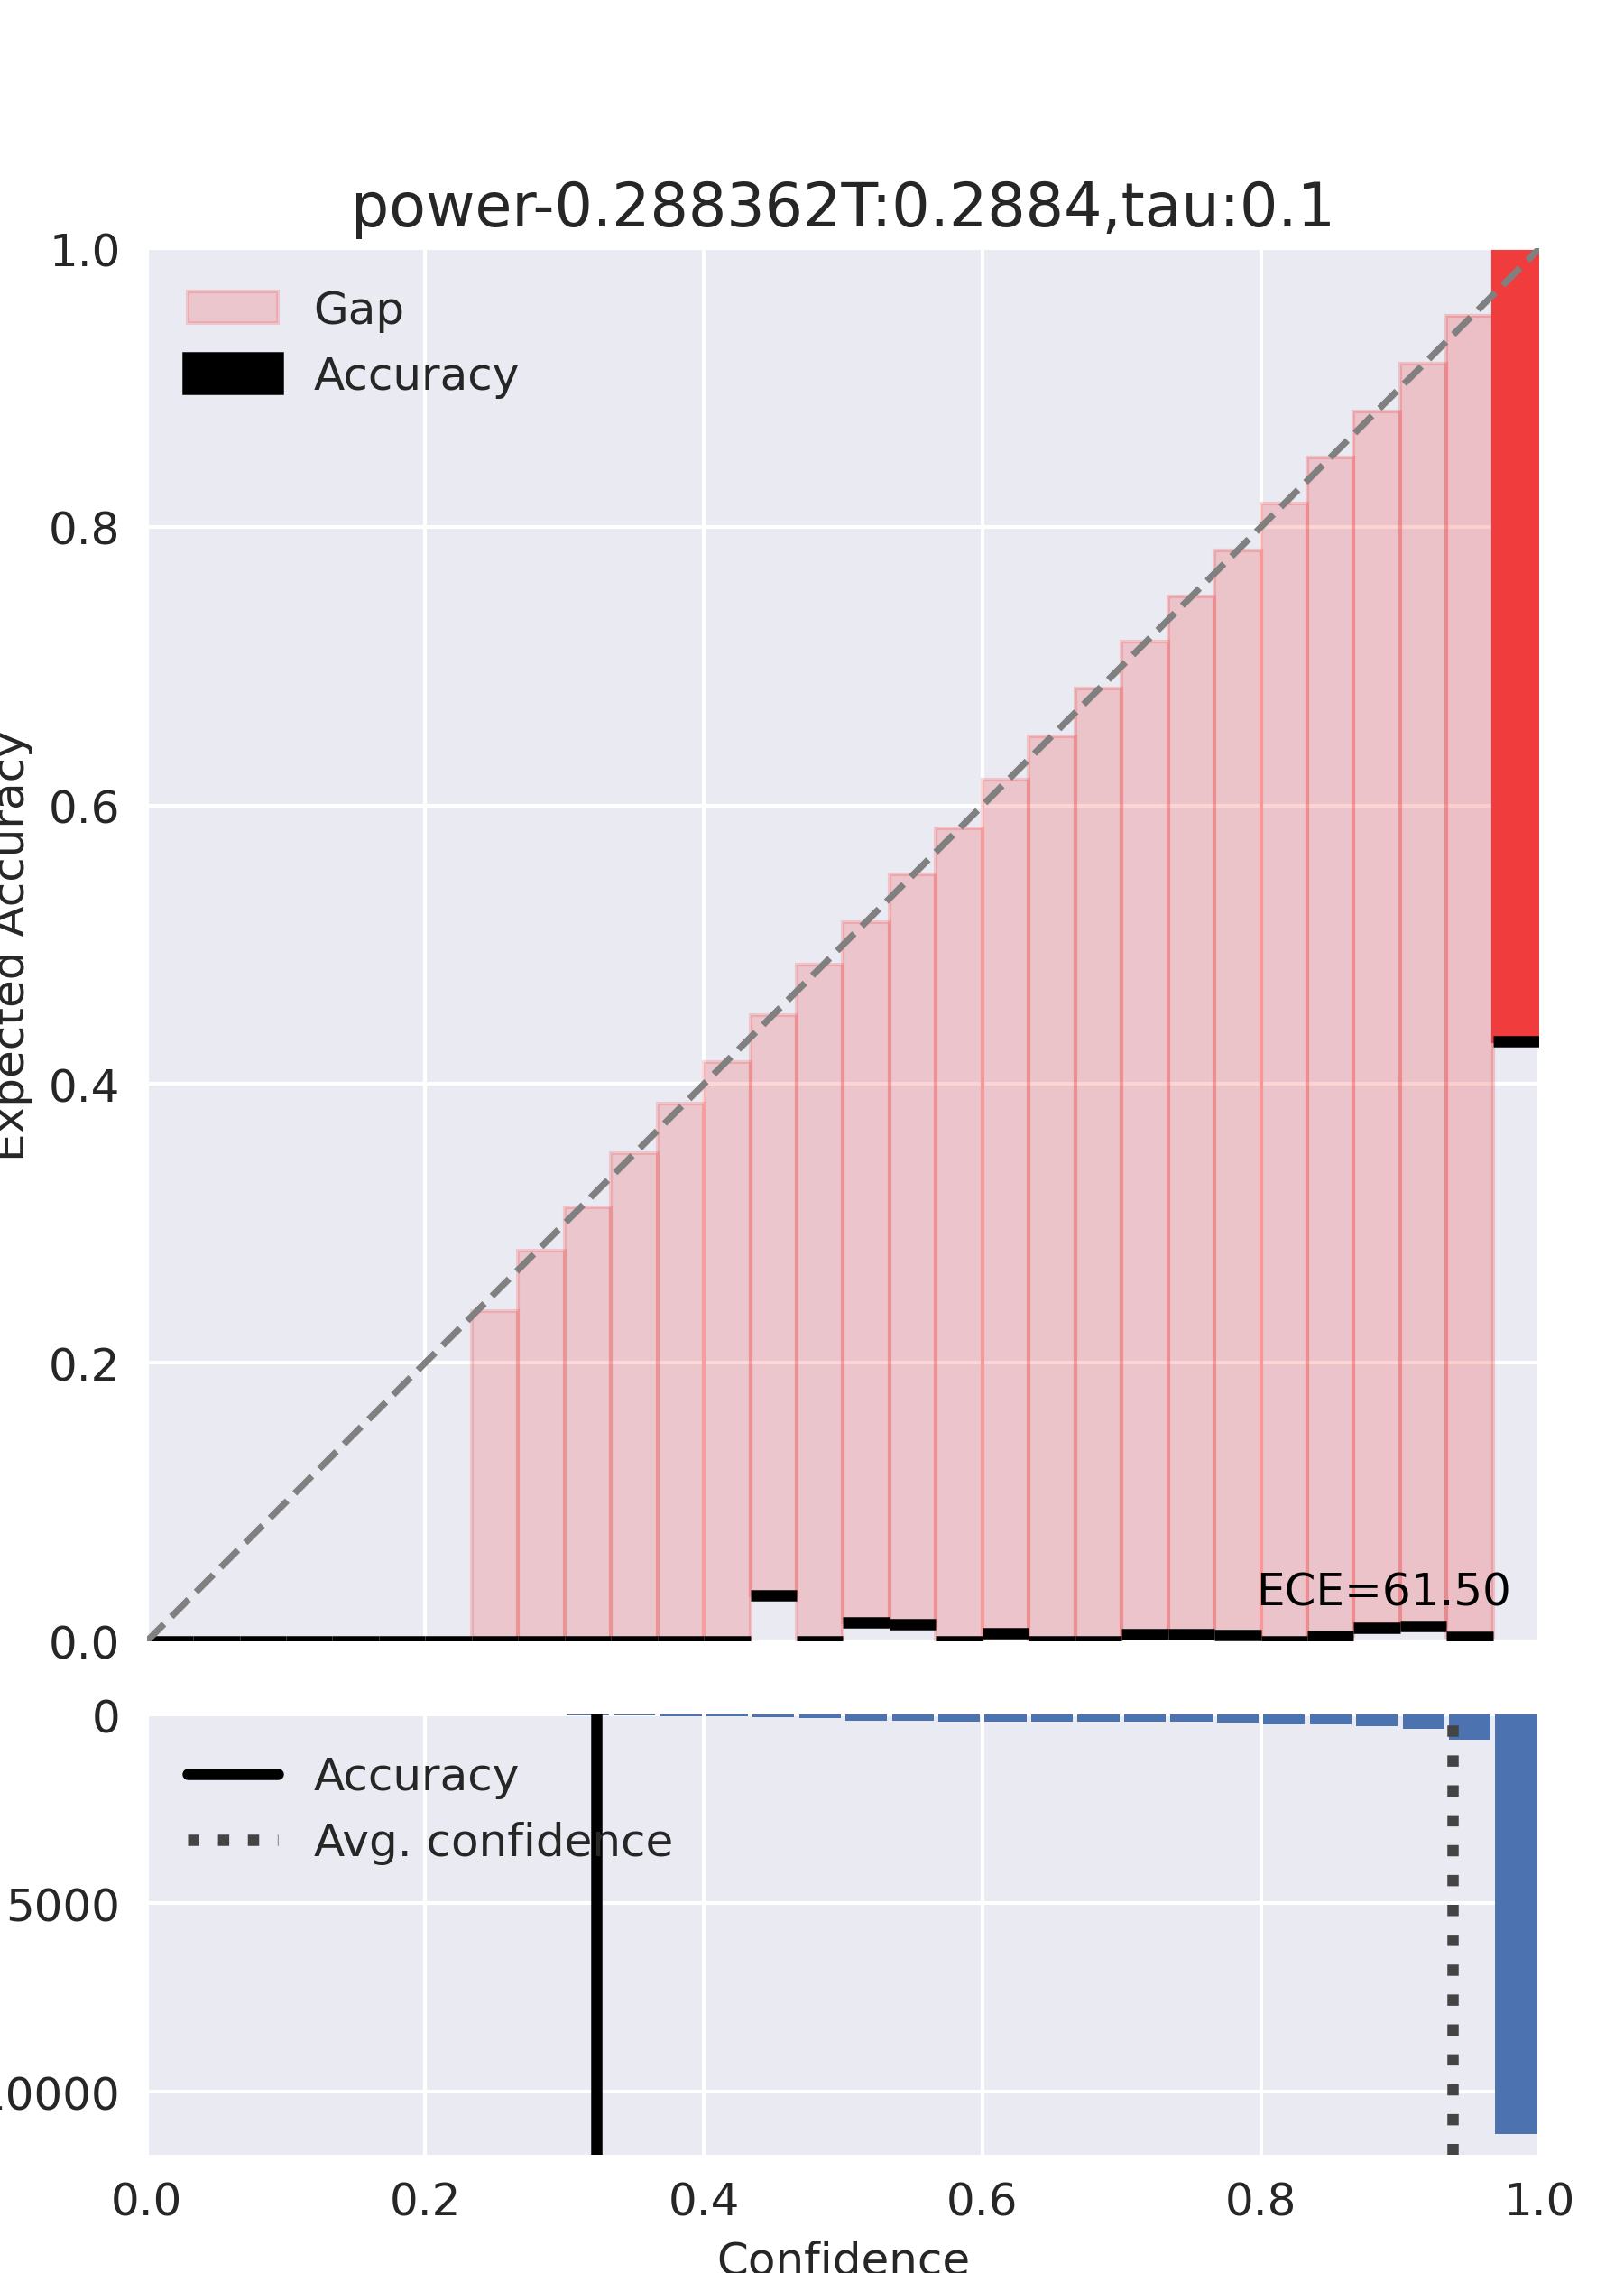 power-0.288362T:0.2884,tau:0.1
1.0
Gap
Accuracy
0.8
0.6
Expected Accuracy
0.4
0.2
ECE=61.50
0.0
0
Accuracy
Avg. confidence
5000
0000
0.0 0.2 0.4 0.6 0.8 1.0
Confidence